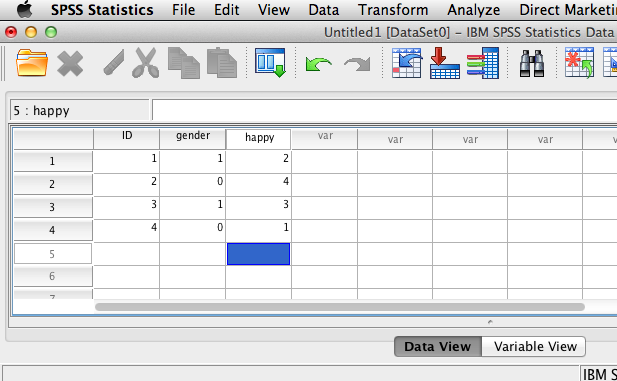 SPSS Statistics File Edit View Data Transform Analyze Direct Marketi
Untitled1 [DataSet0] – IBM SPSS Statistics Data
5 : happy
ID gender happy var var var var
1 1 1 2
2 2 0 4
3 3 1 3
4 4 0 1
5
6
7
Data View Variable View
IBM S